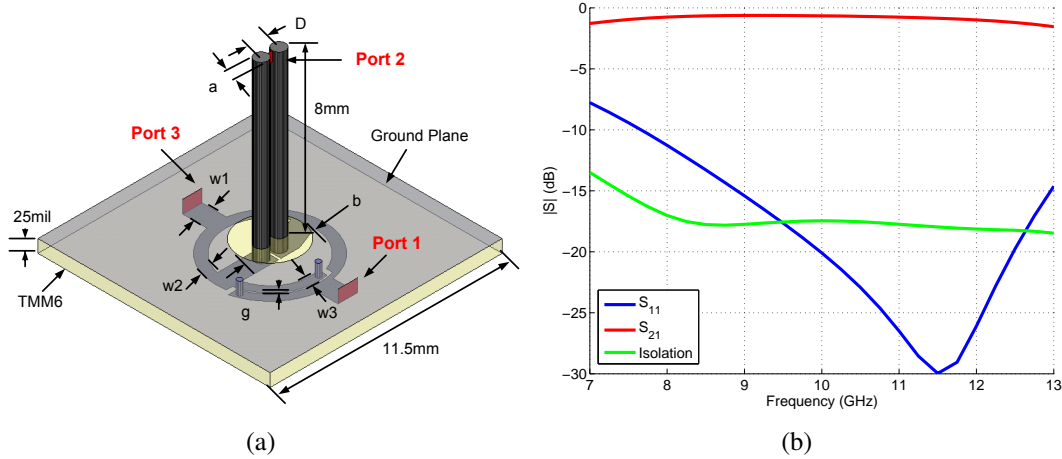 D
Port 2
a
8mm
Port 3
Ground Plane
w1
b
25mil
Port 1
w2
TMM6
g
w3
11.5mm
(a)
0
−5
−10
−15
−20
−25
−30
|S| (dB)
S11
S21
Isolation
7 8 9 10 11 12 13
Frequency (GHz)
(b)